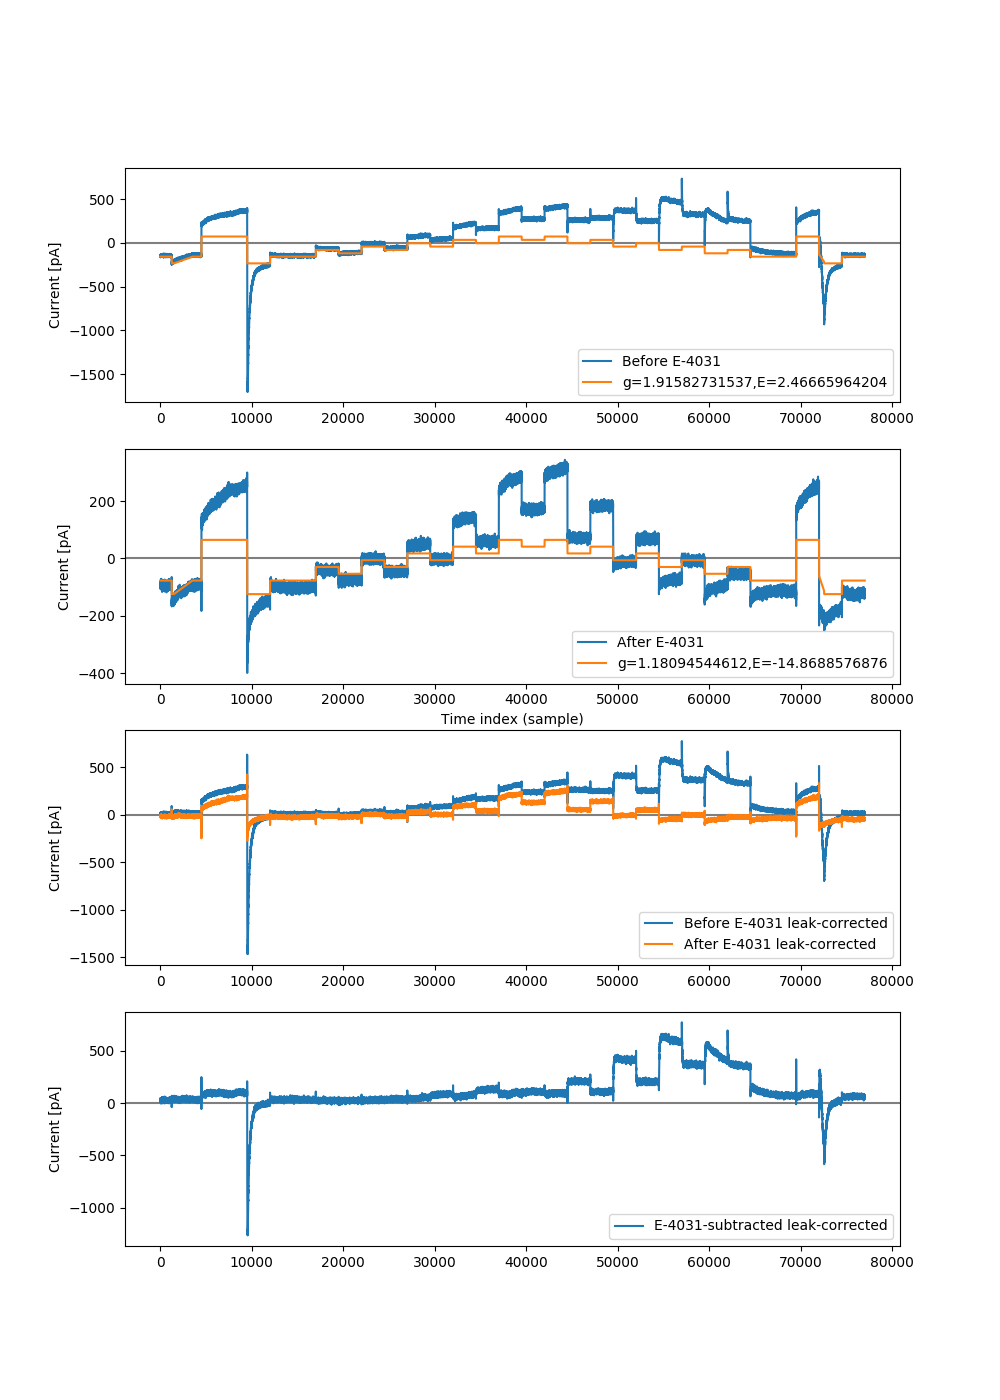 500
0
−500
−1000
−1500
Current [pA]
Before E-4031
g=1.91582731537,E=2.46665964204
0 10000 20000 30000 40000 50000 60000 70000 80000
200
0
−200
−400
Current [pA]
After E-4031
g=1.18094544612,E=-14.8688576876
0 10000 20000 30000 40000 50000 60000 70000 80000
Time index (sample)
500
0
−500
−1000
−1500
Current [pA]
Before E-4031 leak-corrected
After E-4031 leak-corrected
0 10000 20000 30000 40000 50000 60000 70000 80000
500
0
−500
−1000
Current [pA]
E-4031-subtracted leak-corrected
0 10000 20000 30000 40000 50000 60000 70000 80000